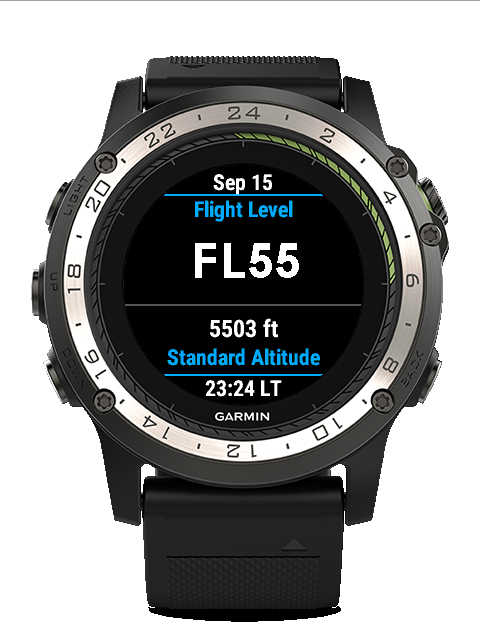 24
2
4
6
8
10
12
14
16
18
20
22
LIGHT
UP
DOWN
BACK
Sep 15
Flight Level
FL55
5503 ft
Standard Altitude
23:24 LT
GARMIN